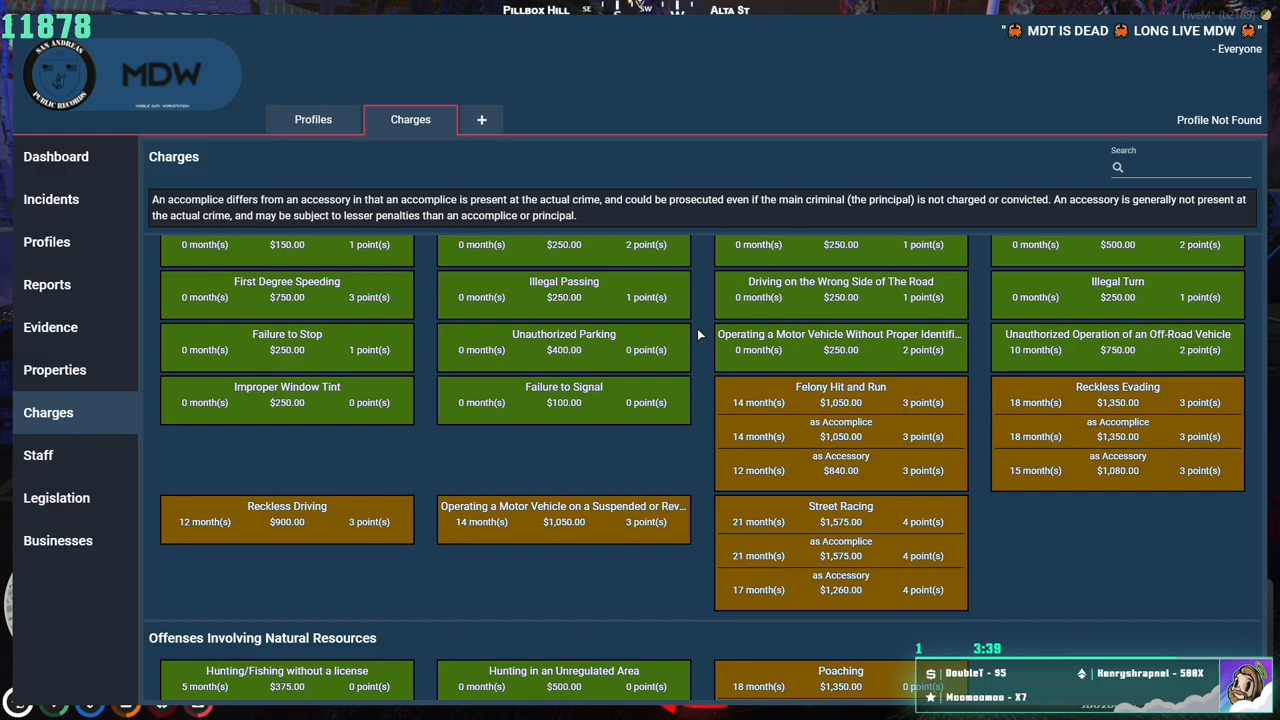 PILLBOX HILL SE SW ALTA ST
FiveM® (b2189)
11878
" 🦀 MDT IS DEAD 🦀 LONG LIVE MDW 🦀 "
- Everyone
SAN ANDREAS
PUBLIC RECORDS
MDW
MOBILE DATA WORKSTATION
Profiles
Charges
+
Profile Not Found
Dashboard
Incidents
Profiles
Reports
Evidence
Properties
Charges
Staff
Legislation
Businesses
Charges
Search
An accomplice differs from an accessory in that an accomplice is present at the actual crime, and could be prosecuted even if the main criminal (the principal) is not charged or convicted. An accessory is generally not present at
the actual crime, and may be subject to lesser penalties than an accomplice or principal.
0 month(s) $150.00 1 point(s)
0 month(s) $250.00 2 point(s)
0 month(s) $250.00 1 point(s)
0 month(s) $500.00 2 point(s)
First Degree Speeding
0 month(s) $750.00 3 point(s)
Illegal Passing
0 month(s) $250.00 1 point(s)
Driving on the Wrong Side of The Road
0 month(s) $250.00 1 point(s)
Illegal Turn
0 month(s) $250.00 1 point(s)
Failure to Stop
0 month(s) $250.00 1 point(s)
Unauthorized Parking
0 month(s) $400.00 0 point(s)
Operating a Motor Vehicle Without Proper Identifi...
0 month(s) $250.00 2 point(s)
Unauthorized Operation of an Off-Road Vehicle
10 month(s) $750.00 2 point(s)
Improper Window Tint
0 month(s) $250.00 0 point(s)
Failure to Signal
0 month(s) $100.00 0 point(s)
Felony Hit and Run
14 month(s) $1,050.00 3 point(s)
as Accomplice
14 month(s) $1,050.00 3 point(s)
as Accessory
12 month(s) $840.00 3 point(s)
Reckless Evading
18 month(s) $1,350.00 3 point(s)
as Accomplice
18 month(s) $1,350.00 3 point(s)
as Accessory
15 month(s) $1,080.00 3 point(s)
Reckless Driving
12 month(s) $900.00 3 point(s)
Operating a Motor Vehicle on a Suspended or Rev...
14 month(s) $1,050.00 3 point(s)
Street Racing
21 month(s) $1,575.00 4 point(s)
as Accomplice
21 month(s) $1,575.00 4 point(s)
as Accessory
17 month(s) $1,260.00 4 point(s)
Offenses Involving Natural Resources
Hunting/Fishing without a license
5 month(s) $375.00 0 point(s)
Hunting in an Unregulated Area
0 month(s) $500.00 0 point(s)
Poaching
18 month(s) $1,350.00 0 point(s)
1 3:39
DoubleT - 95
Henryshrapnel - 500X
Moomoomoo - X7